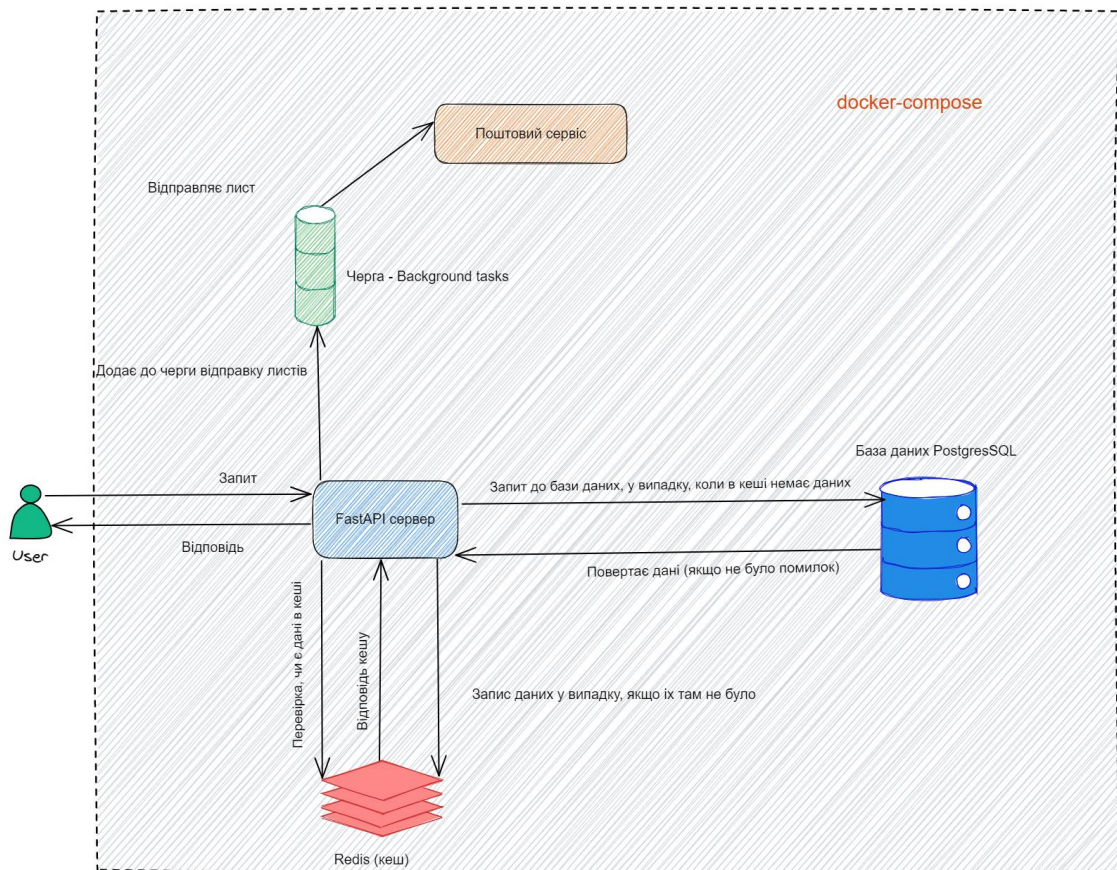 docker-compose
Поштовий сервіс
Відправляє лист
Черга - Background tasks
Додає до черги відправку листів
База даних PostgresSQL
Запит
Запит до бази даних, у випадку, коли в кеші немає даних
FastAPI сервер
User
Відповідь
Повертає дані (якщо не було помилок)
Перевірка, чи є дані в кеші
Відповідь кешу
Запис даних у випадку, якщо їх там не було
Redis (кеш)